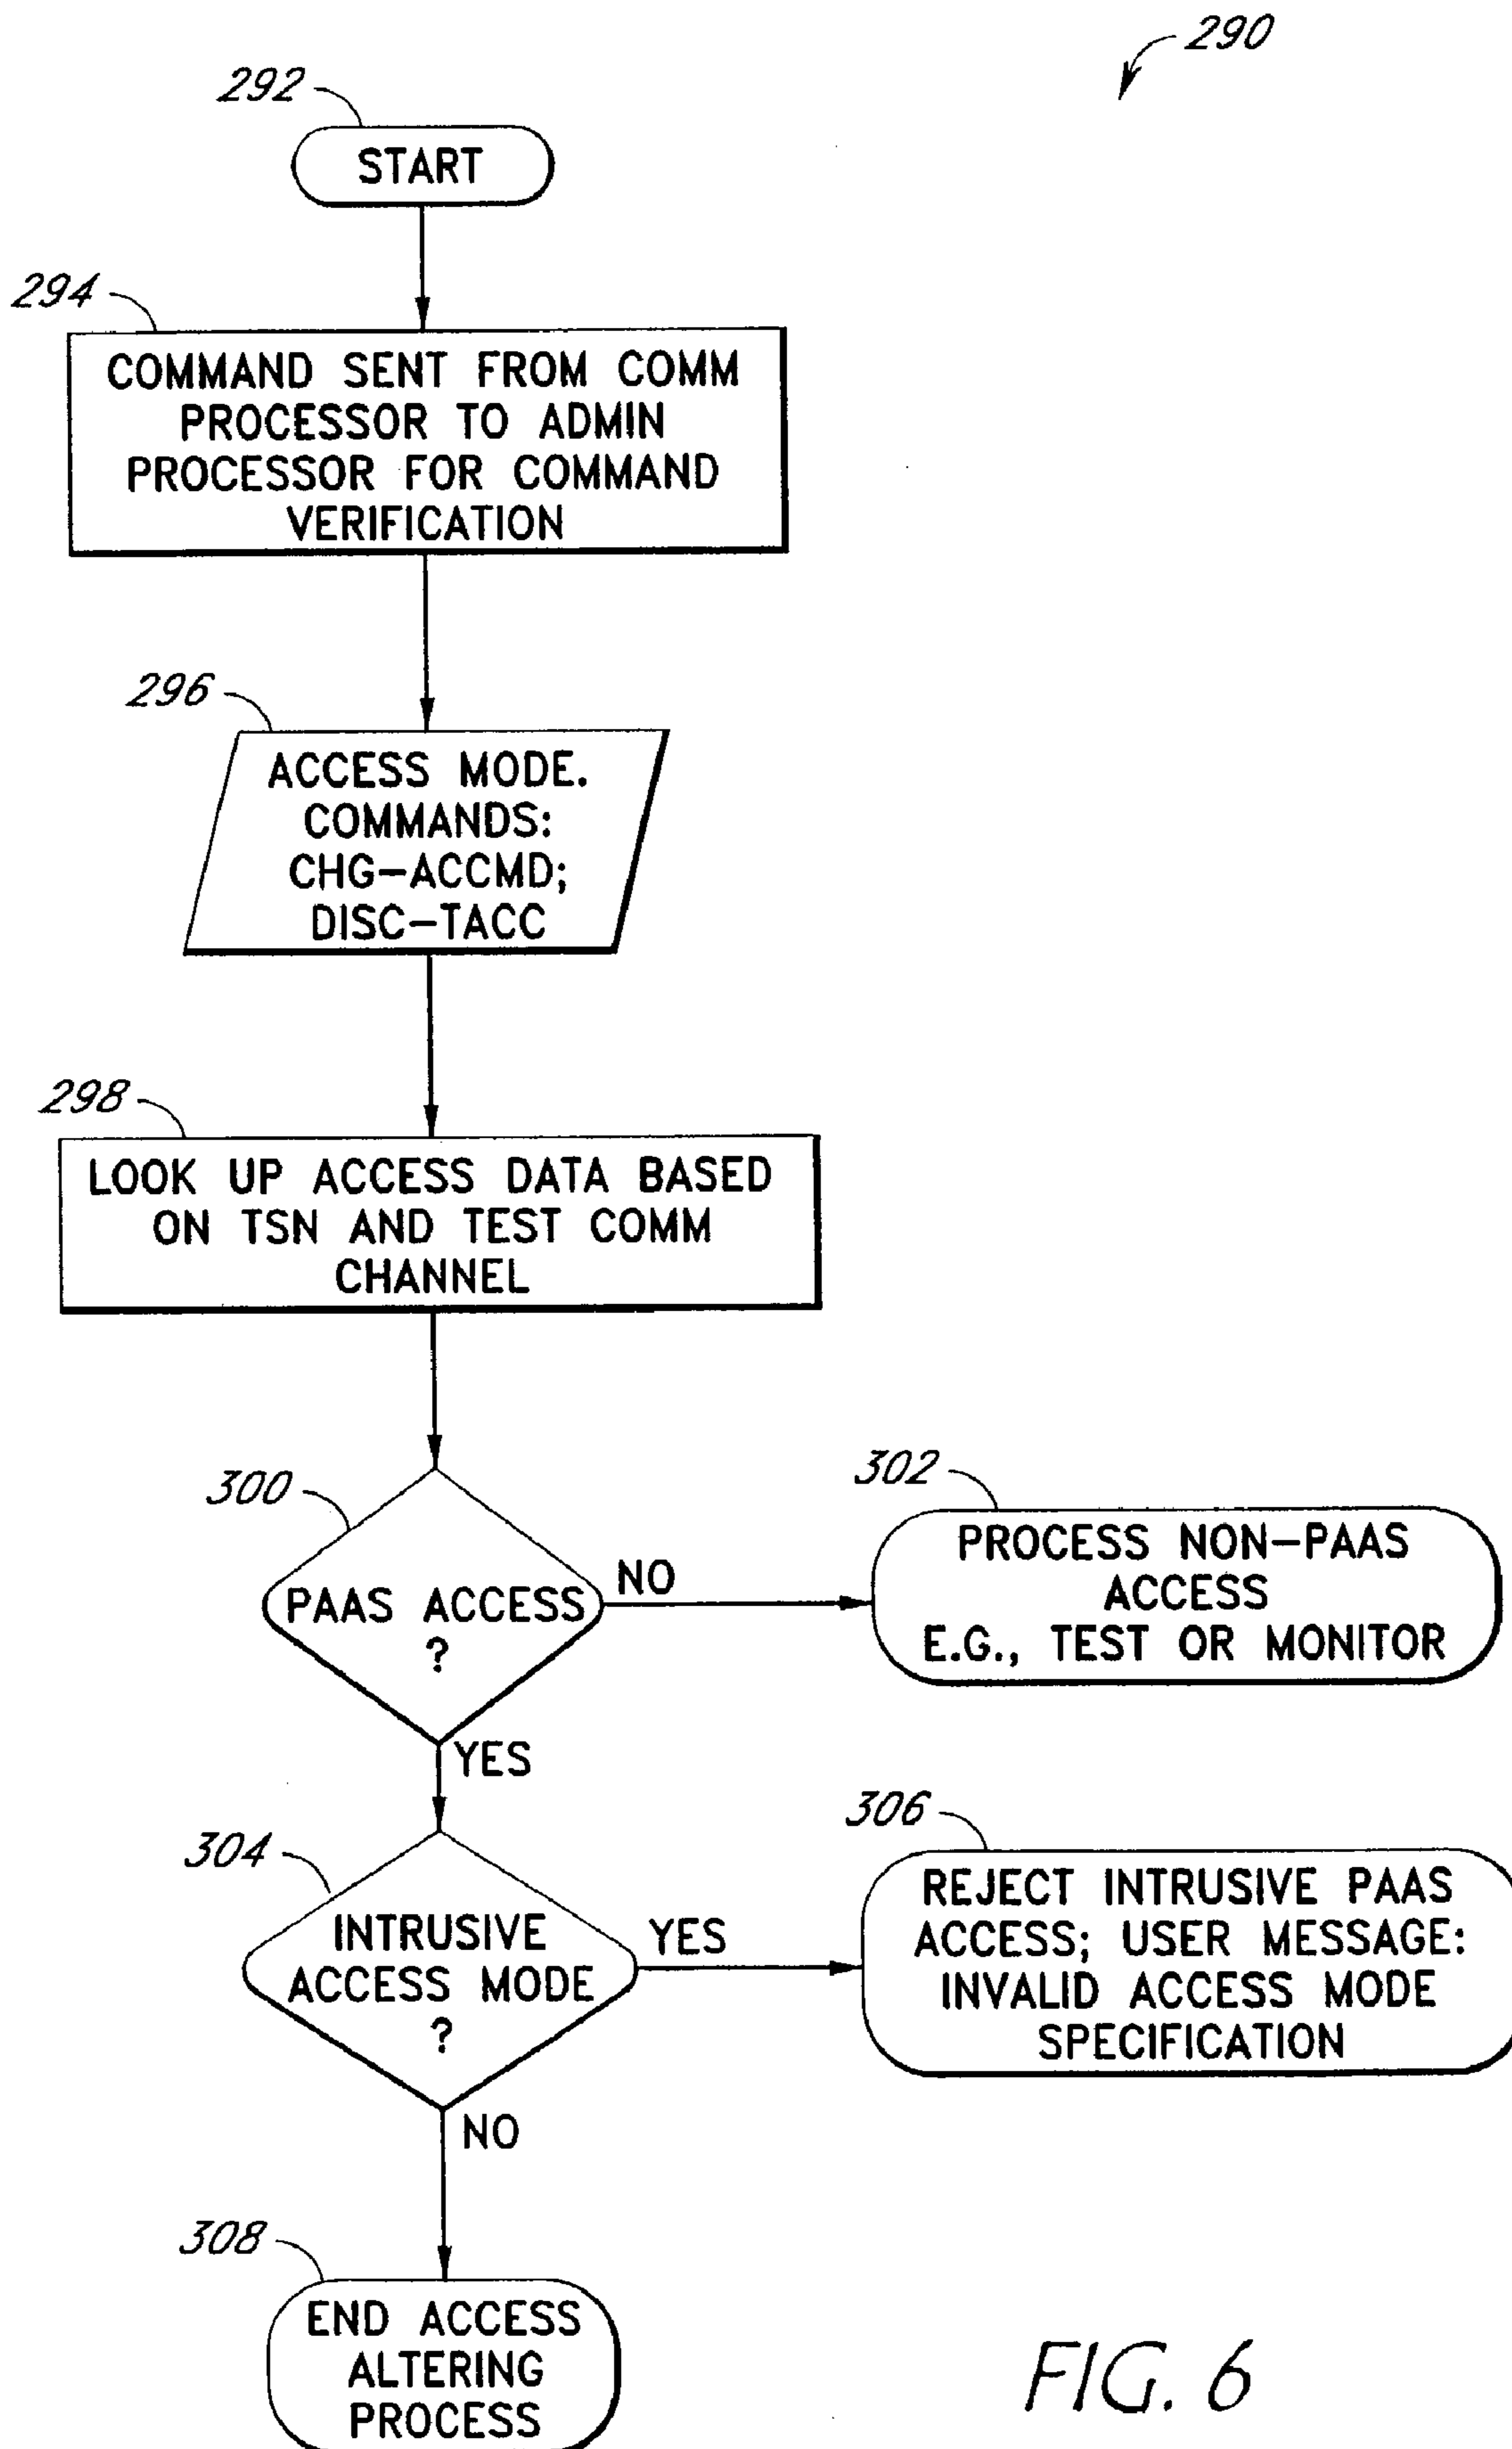 290
292
START
294
COMMAND SENT FROM COMM
PROCESSOR TO ADMIN
PROCESSOR FOR COMMAND
VERIFICATION
296
ACCESS MODE.
COMMANDS:
CHG-ACCMD;
DISC-TACC
298
LOOK UP ACCESS DATA BASED
ON TSN AND TEST COMM
CHANNEL
300
PAAS ACCESS
?
NO
302
PROCESS NON-PAAS
ACCESS
E.G., TEST OR MONITOR
YES
304
INTRUSIVE
ACCESS MODE
?
YES
306
REJECT INTRUSIVE PAAS
ACCESS; USER MESSAGE:
INVALID ACCESS MODE
SPECIFICATION
NO
308
END ACCESS
ALTERING
PROCESS
FIG. 6